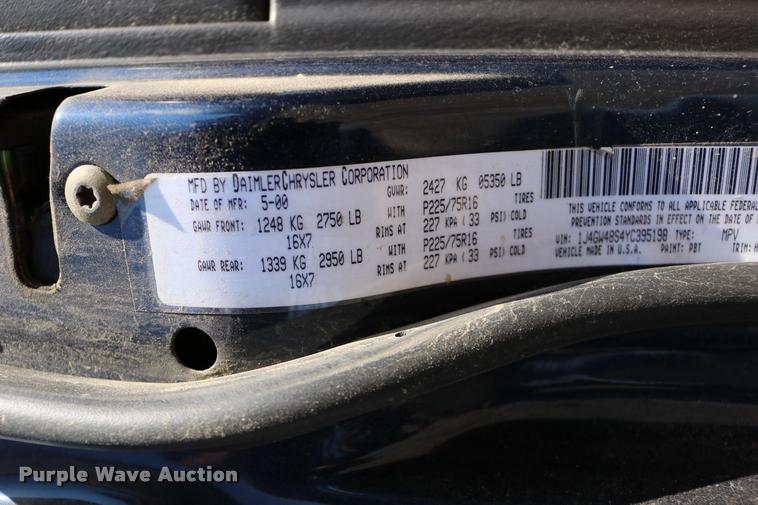 MFD BY DAIMLERCHRYSLER CORPORATION
DATE OF MFR: 5-00 GVWR: 2427 KG 05350 LB
GAWR FRONT: 1248 KG 2750 LB WITH P225/75R16 TIRES
16X7 RIMS AT 227 KPA ( 33 PSI) COLD
GAWR REAR: 1339 KG 2950 LB WITH P225/75R16 TIRES
16X7 RIMS AT 227 KPA ( 33 PSI) COLD
THIS VEHICLE CONFORMS TO ALL APPLICABLE FEDERAL
PREVENTION STANDARDS IN EFFECT ON THE DATE OF
VIN: 1J4GW48S4YC395198 TYPE: MPV
VEHICLE MADE IN U.S.A. PAINT: PBT TRIM:
Purple Wave Auction